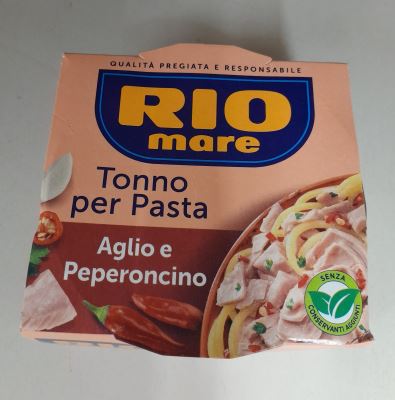 QUALITÀ PREGIATA E RESPONSABILE
RIO
mare
Tonno
per Pasta
Aglio e
Peperoncino
SENZA
CONSERVANTI AGGIUNTI